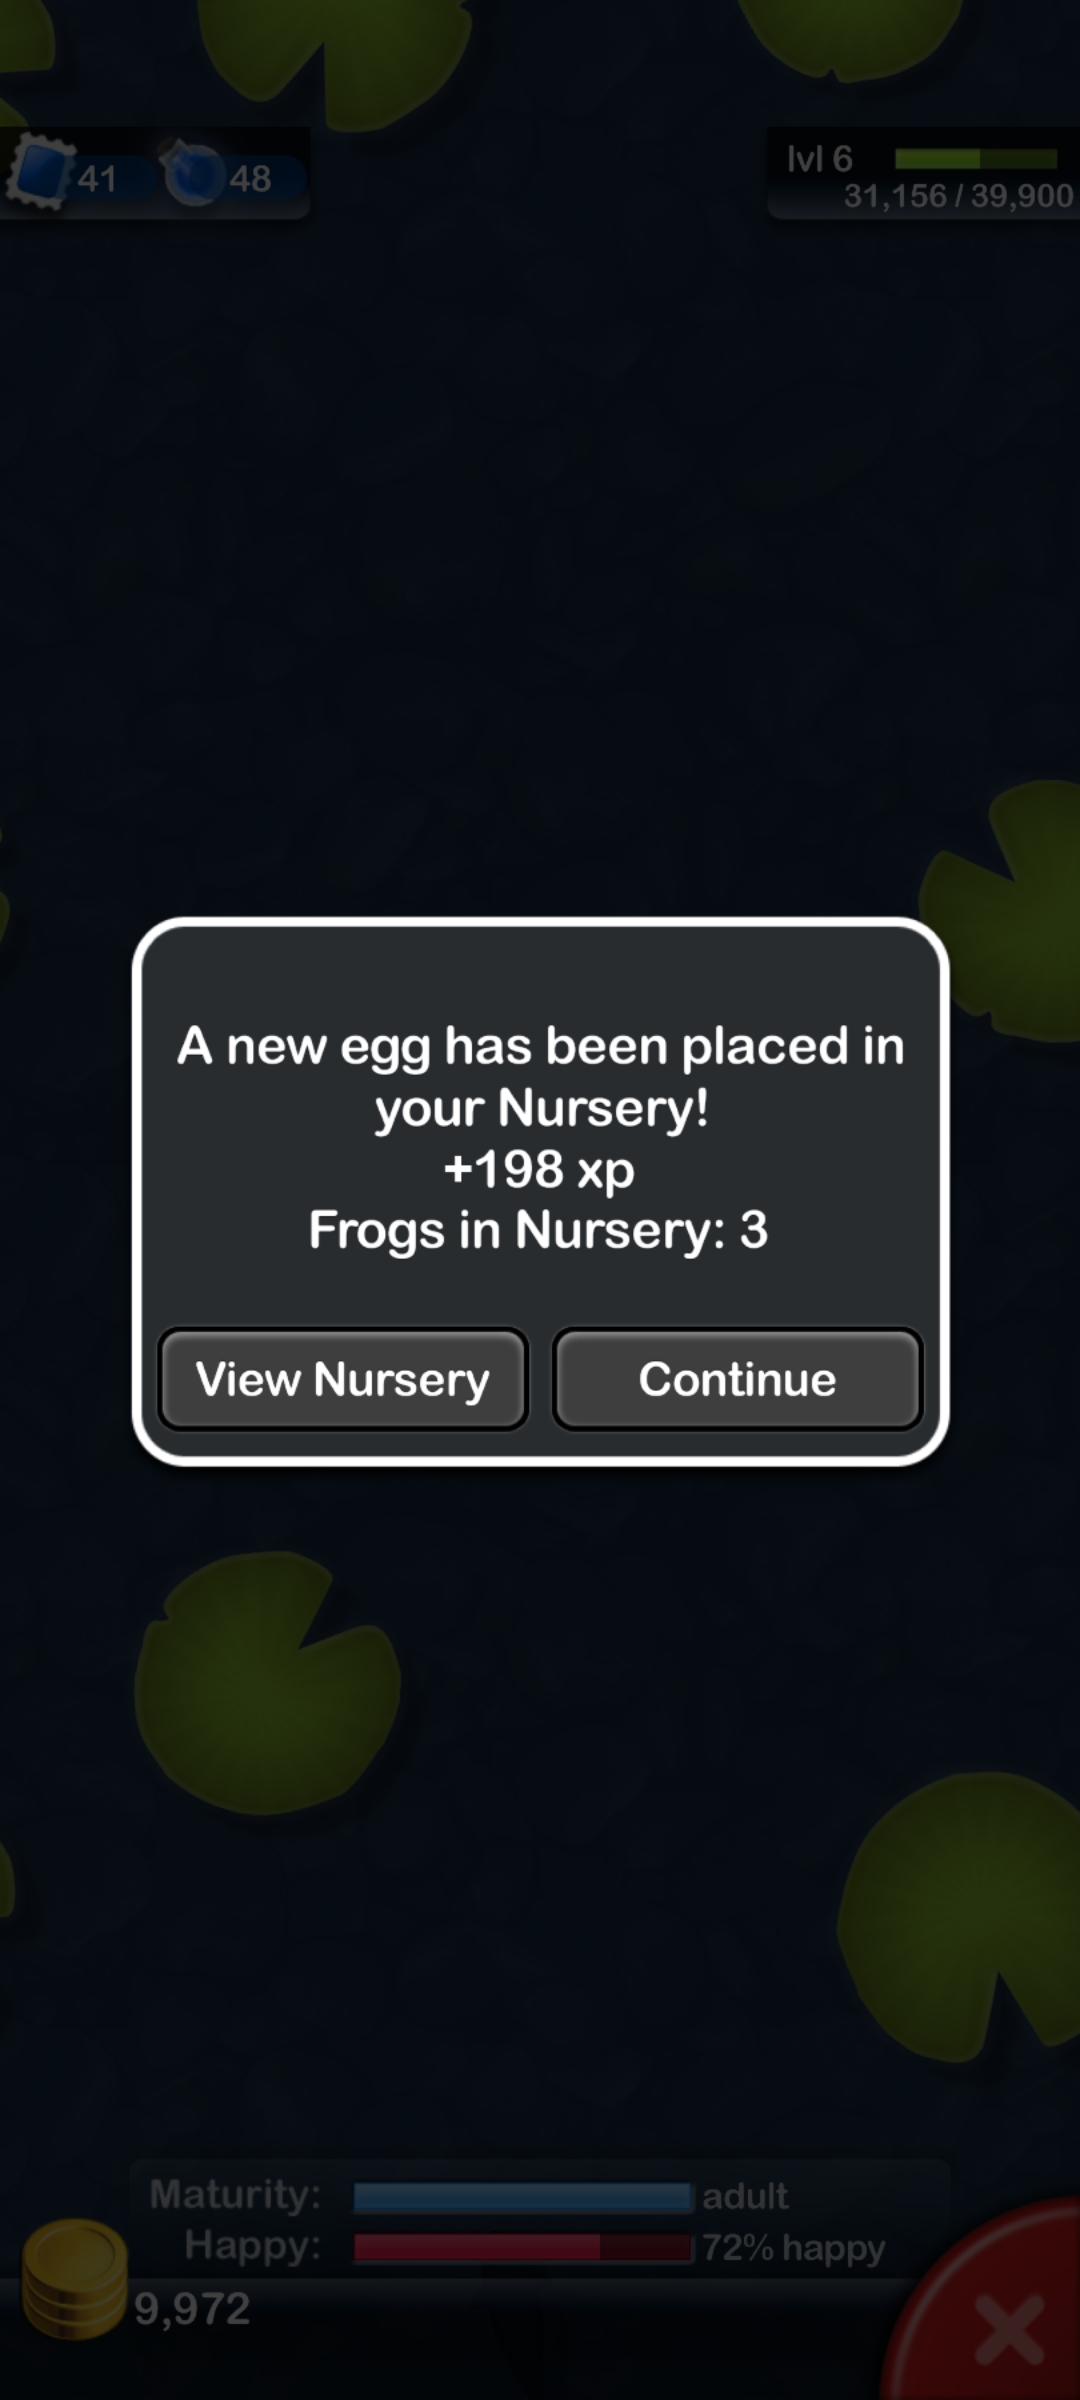 41
48
lvl 6
31,156 / 39,900
A new egg has been placed in
your Nursery!
+198 xp
Frogs in Nursery: 3
View Nursery
Continue
Maturity:
adult
Happy:
72% happy
9,972